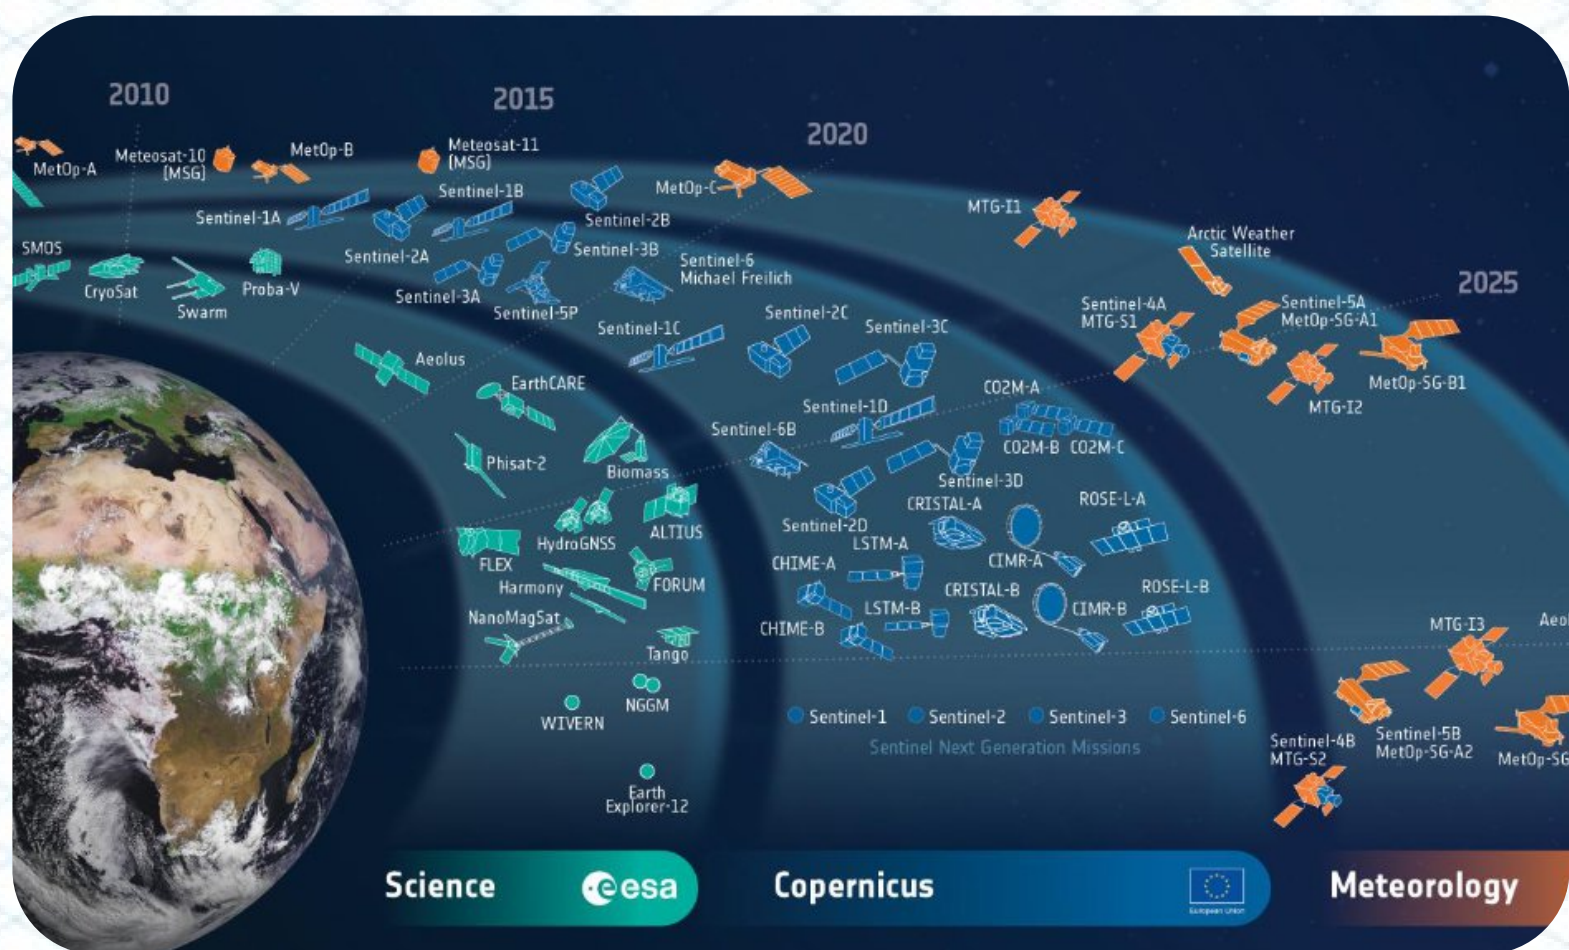 2010
2015
2020
2025
MetOp-A
Meteosat-10
(MSG)
MetOp-B
Meteosat-11
(MSG)
MetOp-C
MTG-I1
Arctic Weather
Satellite
Sentinel-4A
MTG-S1
Sentinel-5A
MetOp-SG-A1
MTG-I2
MetOp-SG-B1
Sentinel-1A
Sentinel-1B
Sentinel-2B
Sentinel-2A
Sentinel-3B
Sentinel-3A
Sentinel-5P
Sentinel-6
Michael Freilich
SMOS
CryoSat
Swarm
Proba-V
Sentinel-1C
Sentinel-2C
Sentinel-3C
Aeolus
EarthCARE
Sentinel-1D
CO2M-A
CO2M-B
CO2M-C
Sentinel-6B
Sentinel-3D
Phisat-2
Biomass
Sentinel-2D
CRISTAL-A
ROSE-L-A
HydroGNSS
ALTIUS
LSTM-A
CIMR-A
FLEX
CHIME-A
Harmony
FORUM
CRISTAL-B
ROSE-L-B
LSTM-B
CIMR-B
NanoMagSat
CHIME-B
Tango
MTG-I3
Aeol
WIVERN
NGGM
Sentinel-1
Sentinel-2
Sentinel-3
Sentinel-6
Sentinel Next Generation Missions
Sentinel-4B
MTG-S2
Sentinel-5B
MetOp-SG-A2
MetOp-SG
Earth
Explorer-12
Science
esa
Copernicus
European Union
Meteorology